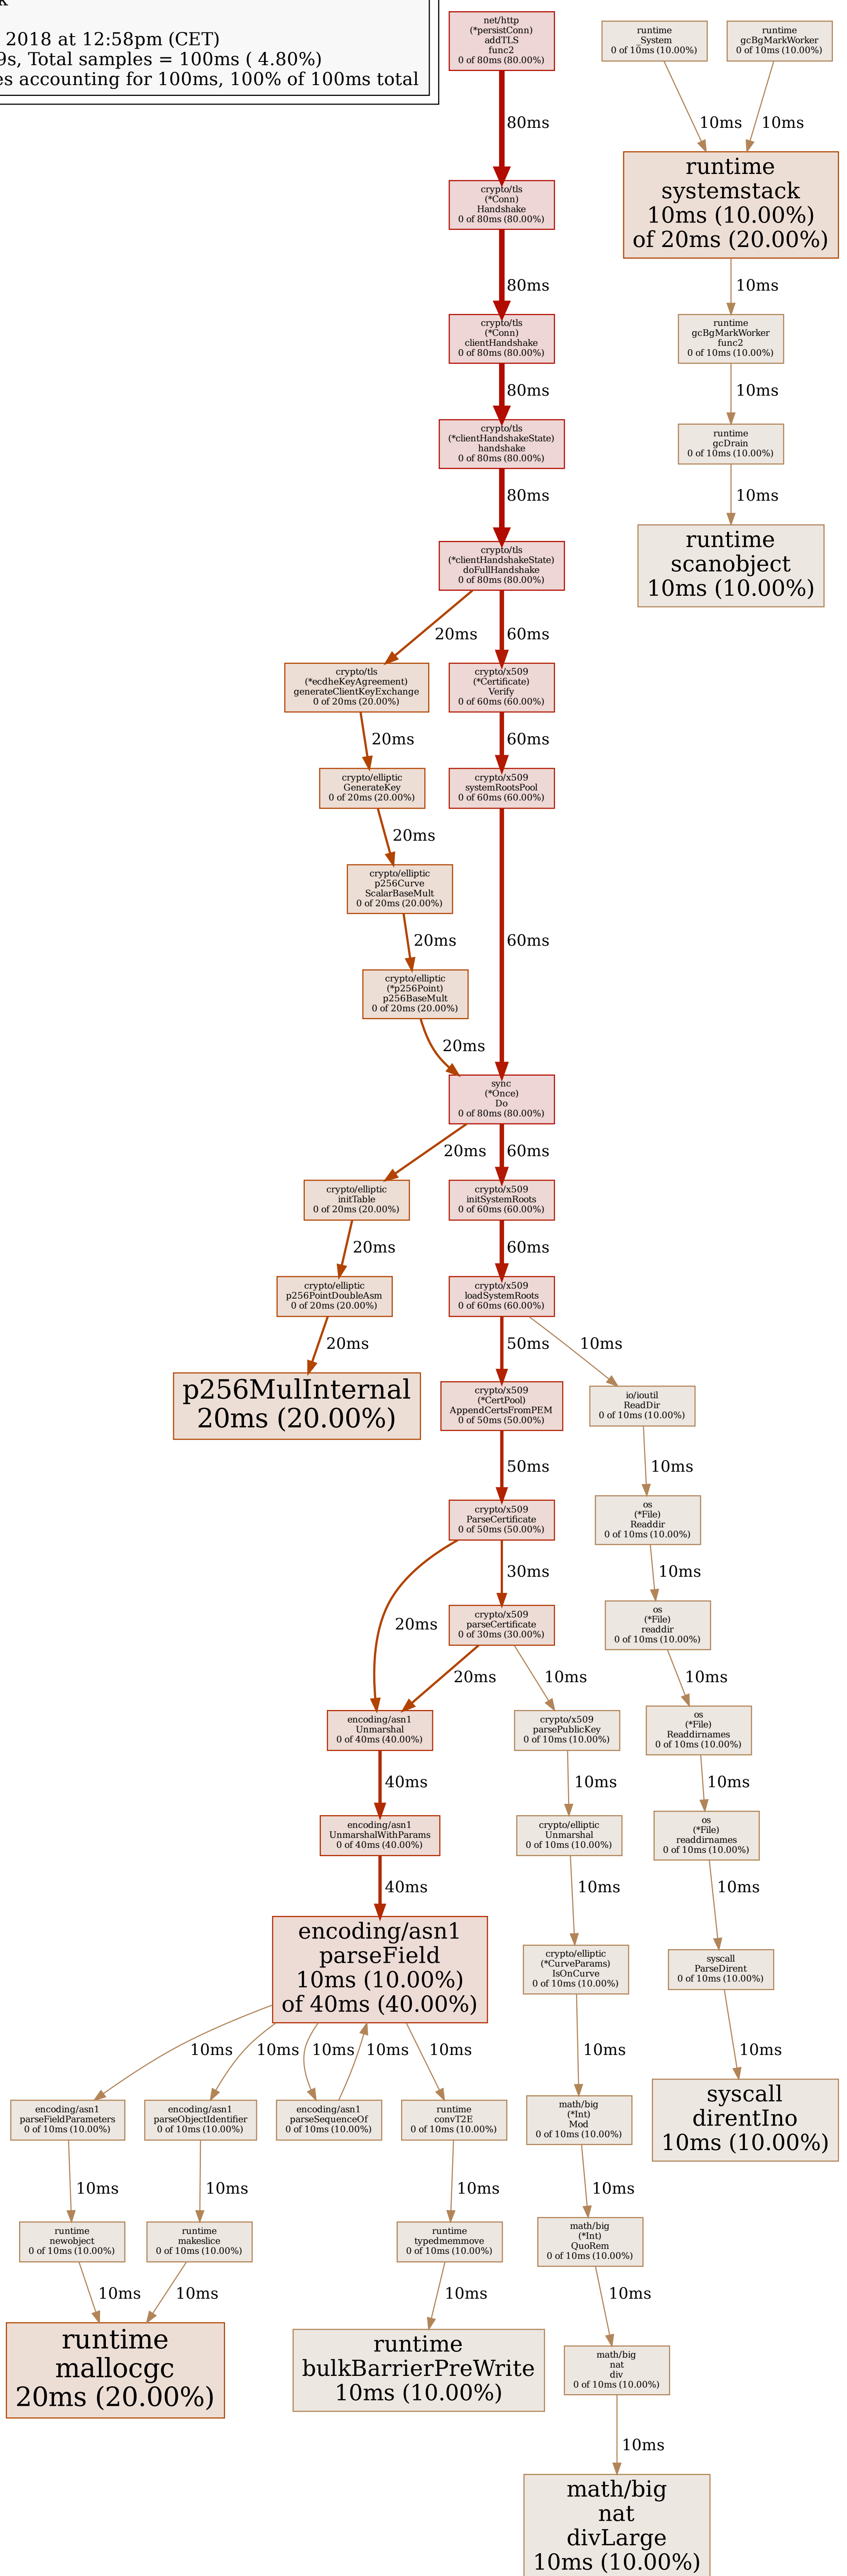 2018 at 12:58pm (CET)
9s, Total samples = 100ms ( 4.80%)
es accounting for 100ms, 100% of 100ms total
net/http
(*persistConn)
addTLS
func2
0 of 80ms (80.00%)
runtime
_System
0 of 10ms (10.00%)
runtime
gcBgMarkWorker
0 of 10ms (10.00%)
80ms
10ms
10ms
crypto/tls
(*Conn)
Handshake
0 of 80ms (80.00%)
runtime
systemstack
10ms (10.00%)
of 20ms (20.00%)
80ms
10ms
crypto/tls
(*Conn)
clientHandshake
0 of 80ms (80.00%)
runtime
gcBgMarkWorker
func2
0 of 10ms (10.00%)
80ms
10ms
crypto/tls
(*clientHandshakeState)
handshake
0 of 80ms (80.00%)
runtime
gcDrain
0 of 10ms (10.00%)
80ms
10ms
crypto/tls
(*clientHandshakeState)
doFullHandshake
0 of 80ms (80.00%)
runtime
scanobject
10ms (10.00%)
20ms
60ms
crypto/tls
(*ecdheKeyAgreement)
generateClientKeyExchange
0 of 20ms (20.00%)
crypto/x509
(*Certificate)
Verify
0 of 60ms (60.00%)
20ms
60ms
crypto/elliptic
GenerateKey
0 of 20ms (20.00%)
crypto/x509
systemRootsPool
0 of 60ms (60.00%)
20ms
crypto/elliptic
p256Curve
ScalarBaseMult
0 of 20ms (20.00%)
20ms
60ms
crypto/elliptic
(*p256Point)
p256BaseMult
0 of 20ms (20.00%)
20ms
sync
(*Once)
Do
0 of 80ms (80.00%)
20ms
60ms
crypto/elliptic
initTable
0 of 20ms (20.00%)
crypto/x509
initSystemRoots
0 of 60ms (60.00%)
20ms
60ms
crypto/elliptic
p256PointDoubleAsm
0 of 20ms (20.00%)
crypto/x509
loadSystemRoots
0 of 60ms (60.00%)
20ms
50ms
10ms
p256MulInternal
20ms (20.00%)
crypto/x509
(*CertPool)
AppendCertsFromPEM
0 of 50ms (50.00%)
io/ioutil
ReadDir
0 of 10ms (10.00%)
50ms
10ms
crypto/x509
ParseCertificate
0 of 50ms (50.00%)
os
(*File)
Readdir
0 of 10ms (10.00%)
30ms
10ms
20ms
crypto/x509
parseCertificate
0 of 30ms (30.00%)
os
(*File)
readdir
0 of 10ms (10.00%)
20ms
10ms
10ms
encoding/asn1
Unmarshal
0 of 40ms (40.00%)
crypto/x509
parsePublicKey
0 of 10ms (10.00%)
os
(*File)
Readdirnames
0 of 10ms (10.00%)
40ms
10ms
10ms
encoding/asn1
UnmarshalWithParams
0 of 40ms (40.00%)
crypto/elliptic
Unmarshal
0 of 10ms (10.00%)
os
(*File)
readdirnames
0 of 10ms (10.00%)
40ms
10ms
10ms
encoding/asn1
parseField
10ms (10.00%)
of 40ms (40.00%)
crypto/elliptic
(*CurveParams)
IsOnCurve
0 of 10ms (10.00%)
syscall
ParseDirent
0 of 10ms (10.00%)
10ms
10ms
10ms
10ms
10ms
10ms
10ms
encoding/asn1
parseFieldParameters
0 of 10ms (10.00%)
encoding/asn1
parseObjectIdentifier
0 of 10ms (10.00%)
encoding/asn1
parseSequenceOf
0 of 10ms (10.00%)
runtime
convT2E
0 of 10ms (10.00%)
math/big
(*Int)
Mod
0 of 10ms (10.00%)
syscall
direntIno
10ms (10.00%)
10ms
10ms
10ms
10ms
runtime
newobject
0 of 10ms (10.00%)
runtime
makeslice
0 of 10ms (10.00%)
runtime
typedmemmove
0 of 10ms (10.00%)
math/big
(*Int)
QuoRem
0 of 10ms (10.00%)
10ms
10ms
10ms
10ms
runtime
mallocgc
20ms (20.00%)
runtime
bulkBarrierPreWrite
10ms (10.00%)
math/big
nat
div
0 of 10ms (10.00%)
10ms
math/big
nat
divLarge
10ms (10.00%)